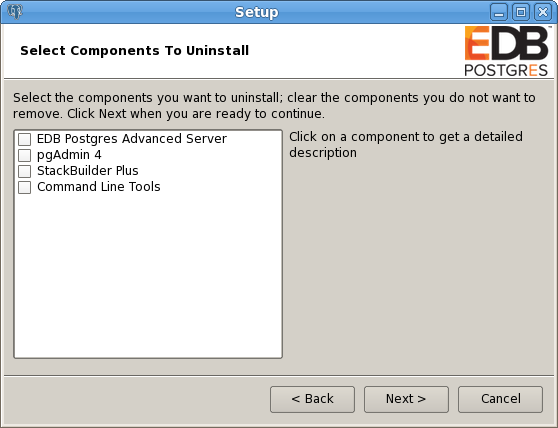 Setup
Select Components To Uninstall
EDB
POSTGRES
Select the components you want to uninstall; clear the components you do not want to
remove. Click Next when you are ready to continue.
EDB Postgres Advanced Server
pgAdmin 4
StackBuilder Plus
Command Line Tools
Click on a component to get a detailed
description
< Back
Next >
Cancel